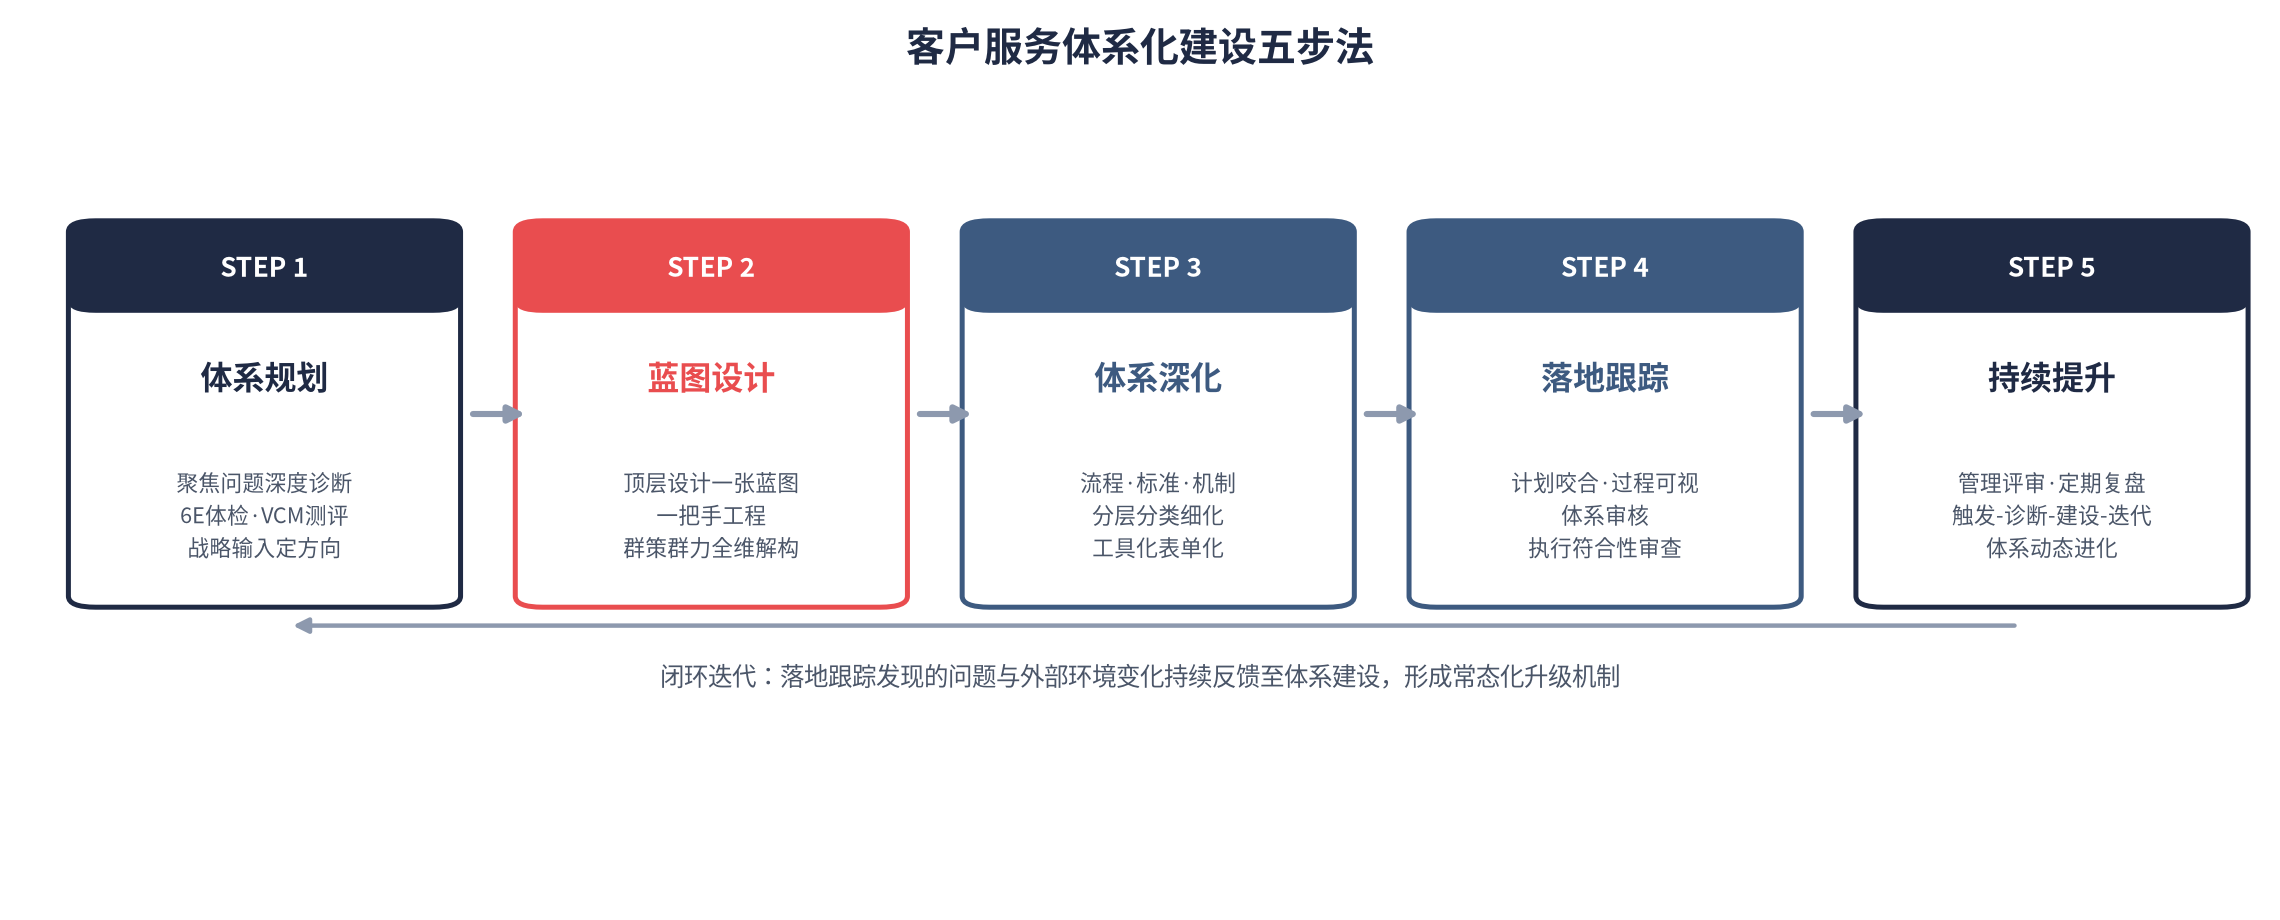 客户服务体系化建设五步法
STEP 1
体系规划
聚焦问题深度诊断
6E体检·VCM测评
战略输入定方向
STEP 2
蓝图设计
顶层设计一张蓝图
一把手工程
群策群力全维解构
STEP 3
体系深化
流程·标准·机制
分层分类细化
工具化表单化
STEP 4
落地跟踪
计划咬合·过程可视
体系审核
执行符合性审查
STEP 5
持续提升
管理评审·定期复盘
触发-诊断-建设-迭代
体系动态进化
闭环迭代：落地跟踪发现的问题与外部环境变化持续反馈至体系建设，形成常态化升级机制